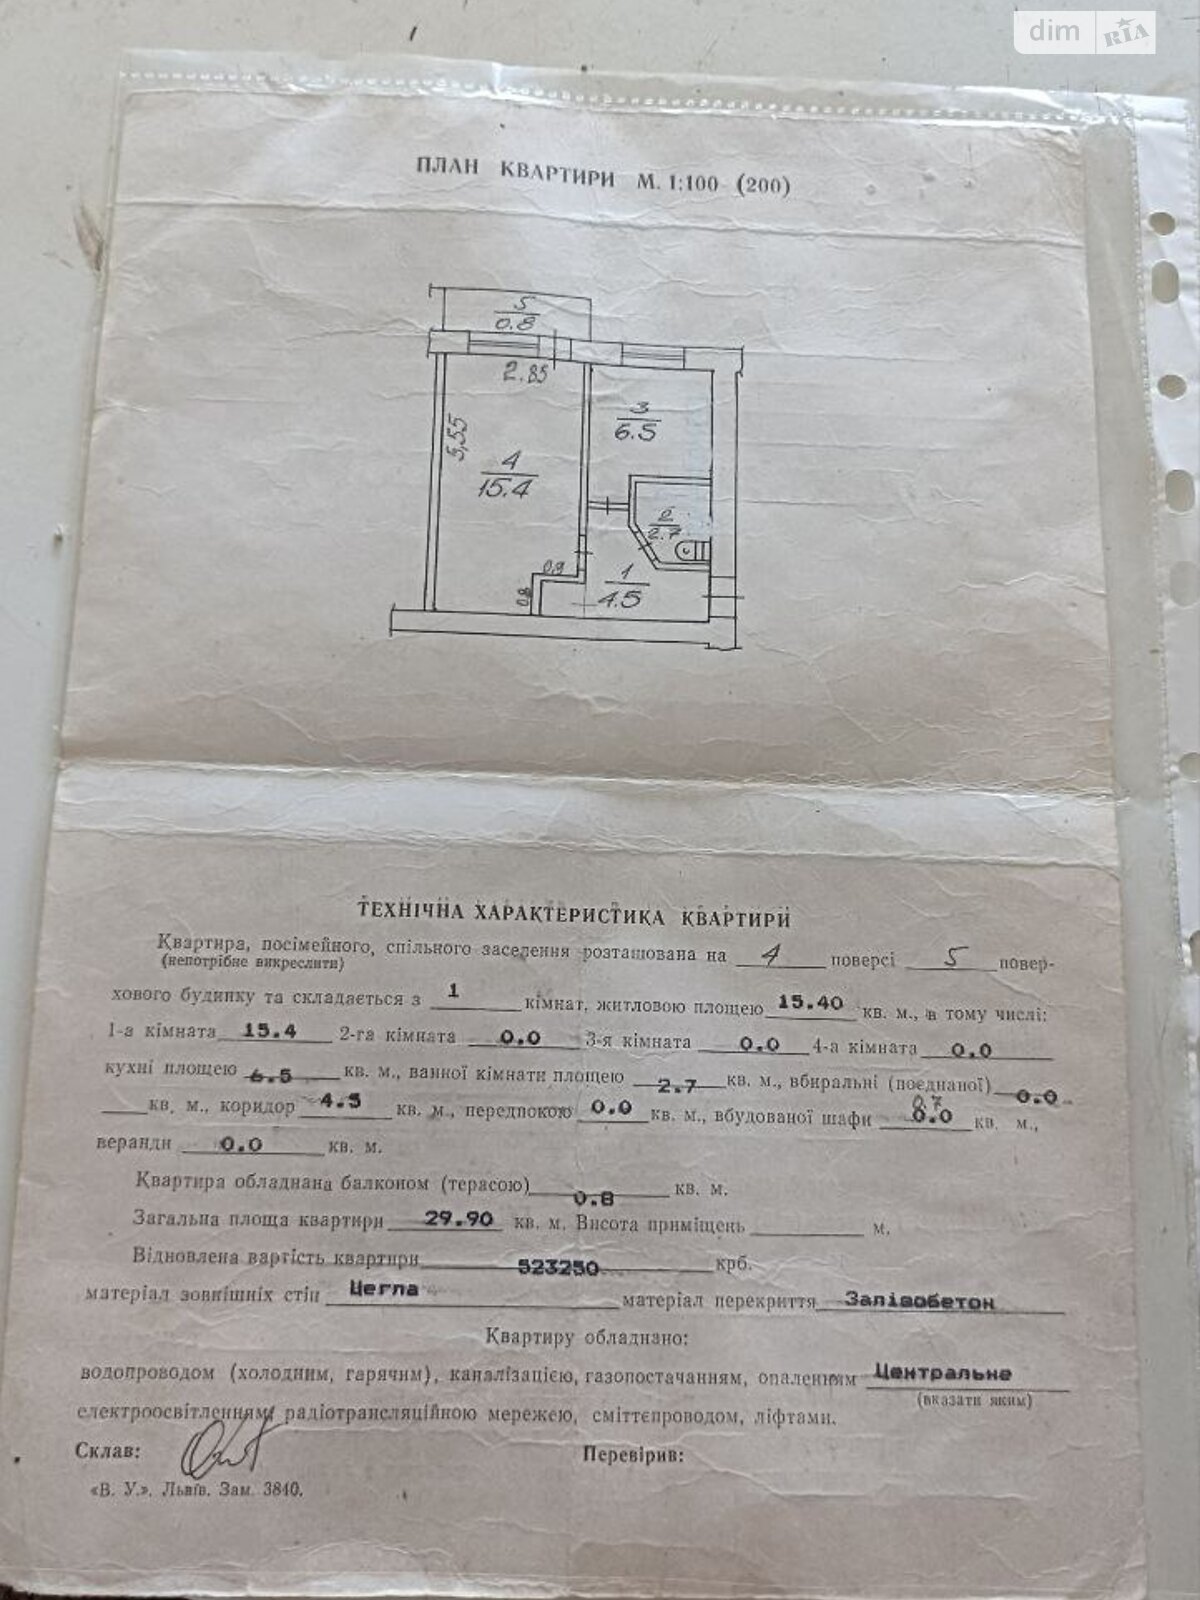 dim RIA
ПЛАН КВАРТИРИ М. 1:100 (200)
5
0.8
2.85
3
6.5
5,55
4
15.4
2
2.7
0.9
1
4.5
0.8
ТЕХНІЧНА ХАРАКТЕРИСТИКА КВАРТИРИ
Квартира, посімейного, спільного заселення розташована на 4 поверсі 5 повер-
(непотрібне викреслити)
хового будинку та складається з 1 кімнат, житловою площею 15.40 кв. м., в тому числі:
1-а кімната 15.4 2-га кімната 0.0 3-я кімната 0.0 4-а кімната 0.0
кухні площею 6.5 кв. м., ванної кімнати площею 2.7 кв. м., вбиральні (поєднаної) 0.0
0.7
кв. м., коридор 4.5 кв. м., передпокою 0.0 кв. м., вбудованої шафи 0.0 кв. м.,
веранди 0.0 кв. м.
Квартира обладнана балконом (терасою) 0.8 кв. м.
Загальна площа квартири 29.90 кв. м. Висота приміщень м.
Відновлена вартість квартири 523250 крб.
матеріал зовнішніх стін Цегла матеріал перекриття Залізобетон
Квартиру обладнано:
водопроводом (холодним, гарячим), каналізацією, газопостачанням, опаленням Центральне
(вказати яким)
електроосвітленням, радіотрансляційною мережею, сміттєпроводом, ліфтами.
Склав: Перевірив:
«В. У.». Львів. Зам. 3840.